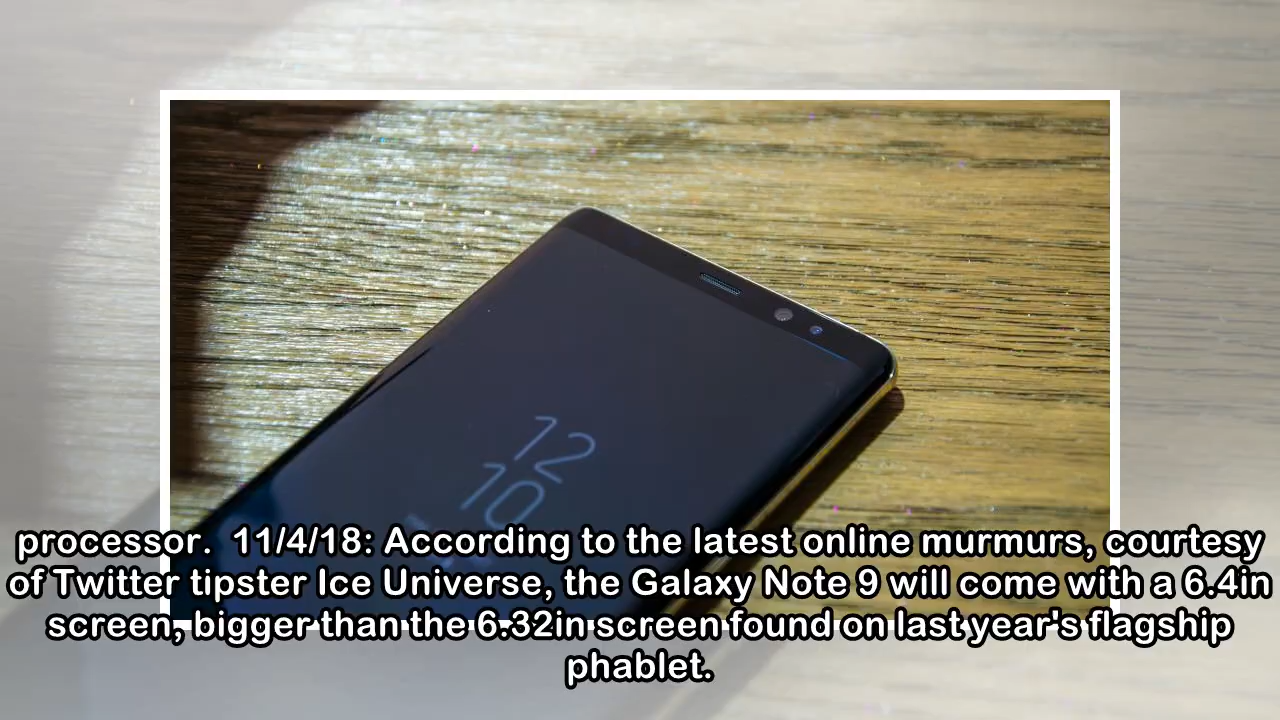 12
10
processor.  11/4/18: According to the latest online murmurs, courtesy
of Twitter tipster Ice Universe, the Galaxy Note 9 will come with a 6.4in
screen, bigger than the 6.32in screen found on last year's flagship
phablet.